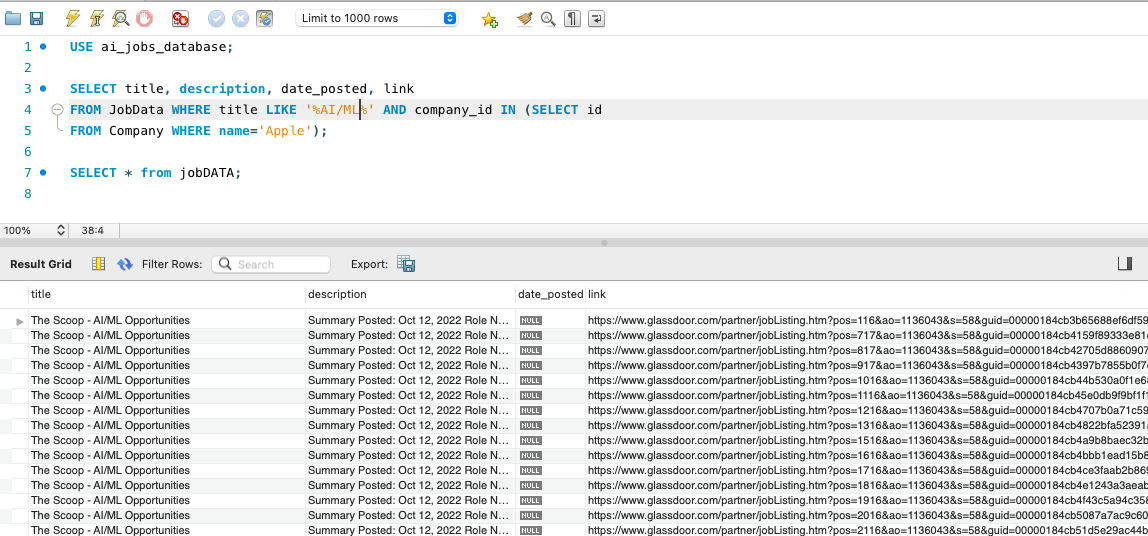 Limit to 1000 rows
1 USE ai_jobs_database;
2
3 SELECT title, description, date_posted, link
4 FROM JobData WHERE title LIKE '%AI/ML%' AND company_id IN (SELECT id
5 FROM Company WHERE name='Apple');
6
7 SELECT * from jobDATA;
8
100% 38:4
Result Grid Filter Rows: Search Export:
title description date_posted link
The Scoop - AI/ML Opportunities Summary Posted: Oct 12, 2022 Role N... NULL https://www.glassdoor.com/partner/jobListing.htm?pos=116&ao=1136043&s=58&guid=00000184cb3b65688ef6df59
The Scoop - AI/ML Opportunities Summary Posted: Oct 12, 2022 Role N... NULL https://www.glassdoor.com/partner/jobListing.htm?pos=717&ao=1136043&s=58&guid=00000184cb4159f89333e81
The Scoop - AI/ML Opportunities Summary Posted: Oct 12, 2022 Role N... NULL https://www.glassdoor.com/partner/jobListing.htm?pos=817&ao=1136043&s=58&guid=00000184cb42705d8860907
The Scoop - AI/ML Opportunities Summary Posted: Oct 12, 2022 Role N... NULL https://www.glassdoor.com/partner/jobListing.htm?pos=917&ao=1136043&s=58&guid=00000184cb4397b7855b0f7
The Scoop - AI/ML Opportunities Summary Posted: Oct 12, 2022 Role N... NULL https://www.glassdoor.com/partner/jobListing.htm?pos=1016&ao=1136043&s=58&guid=00000184cb44b530a0f1e6
The Scoop - AI/ML Opportunities Summary Posted: Oct 12, 2022 Role N... NULL https://www.glassdoor.com/partner/jobListing.htm?pos=1116&ao=1136043&s=58&guid=00000184cb45e0db9f9bf1f
The Scoop - AI/ML Opportunities Summary Posted: Oct 12, 2022 Role N... NULL https://www.glassdoor.com/partner/jobListing.htm?pos=1216&ao=1136043&s=58&guid=00000184cb4707b0a71c59
The Scoop - AI/ML Opportunities Summary Posted: Oct 12, 2022 Role N... NULL https://www.glassdoor.com/partner/jobListing.htm?pos=1316&ao=1136043&s=58&guid=00000184cb4822bfa52391
The Scoop - AI/ML Opportunities Summary Posted: Oct 12, 2022 Role N... NULL https://www.glassdoor.com/partner/jobListing.htm?pos=1516&ao=1136043&s=58&guid=00000184cb4a9b8baec32b
The Scoop - AI/ML Opportunities Summary Posted: Oct 12, 2022 Role N... NULL https://www.glassdoor.com/partner/jobListing.htm?pos=1616&ao=1136043&s=58&guid=00000184cb4bbb1ead15b8
The Scoop - AI/ML Opportunities Summary Posted: Oct 12, 2022 Role N... NULL https://www.glassdoor.com/partner/jobListing.htm?pos=1716&ao=1136043&s=58&guid=00000184cb4ce3faab2b869
The Scoop - AI/ML Opportunities Summary Posted: Oct 12, 2022 Role N... NULL https://www.glassdoor.com/partner/jobListing.htm?pos=1816&ao=1136043&s=58&guid=00000184cb4e1243a3aeab
The Scoop - AI/ML Opportunities Summary Posted: Oct 12, 2022 Role N... NULL https://www.glassdoor.com/partner/jobListing.htm?pos=1916&ao=1136043&s=58&guid=00000184cb4f43c5a94c356
The Scoop - AI/ML Opportunities Summary Posted: Oct 12, 2022 Role N... NULL https://www.glassdoor.com/partner/jobListing.htm?pos=2016&ao=1136043&s=58&guid=00000184cb5087a7ac9c60
The Scoop - AI/ML Opportunities Summary Posted: Oct 12, 2022 Role N... NULL https://www.glassdoor.com/partner/jobListing.htm?pos=2116&ao=1136043&s=58&guid=00000184cb51d5e29ac44b